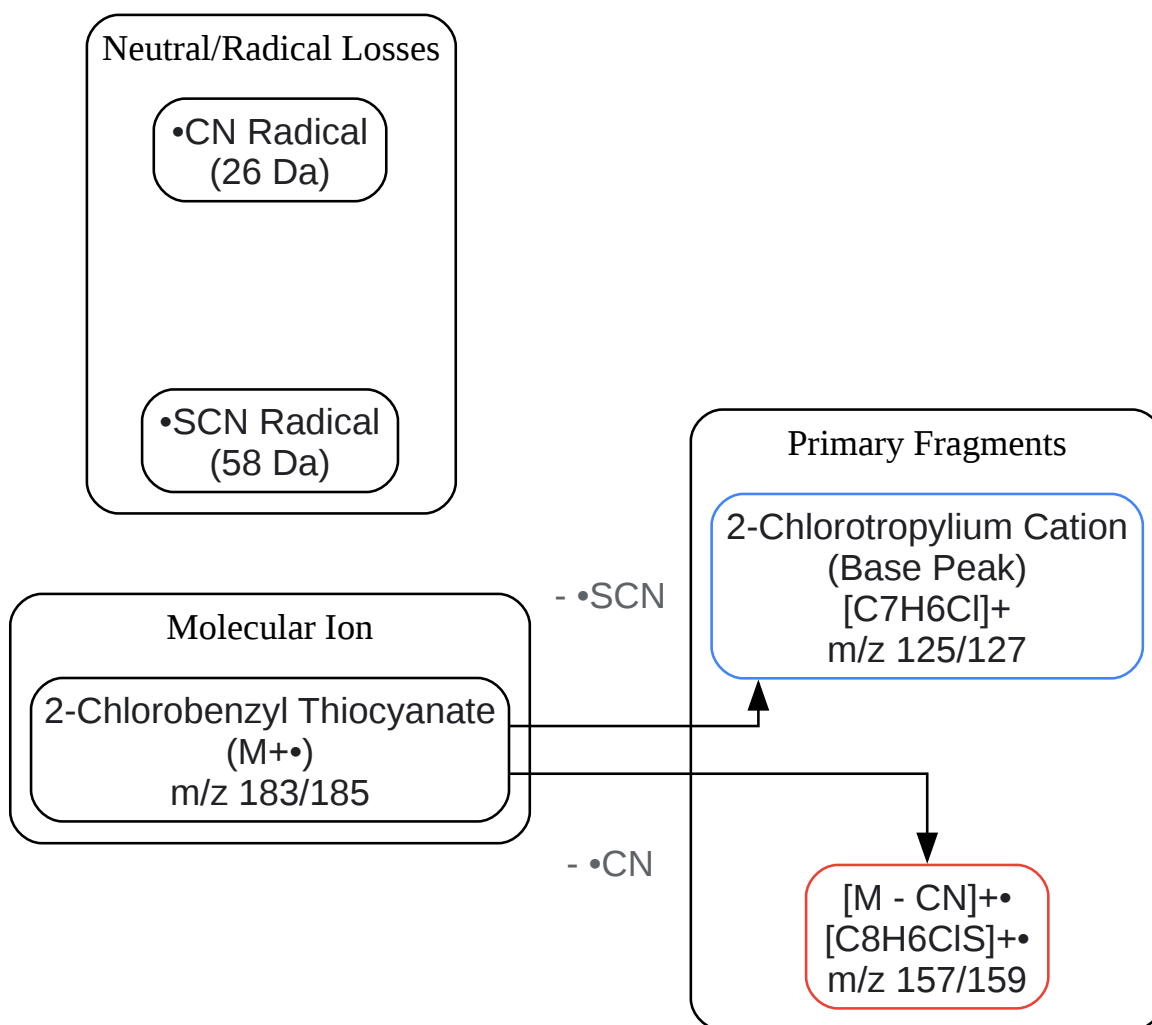 Neutral/Radical Losses
•CN Radical
(26 Da)
•SCN Radical
(58 Da)
Primary Fragments
2-Chlorotropylium Cation
(Base Peak)
[C7H6Cl]+
m/z 125/127
- •SCN
Molecular Ion
2-Chlorobenzyl Thiocyanate
(M+•)
m/z 183/185
- •CN
[M - CN]+•
[C8H6ClS]+•
m/z 157/159